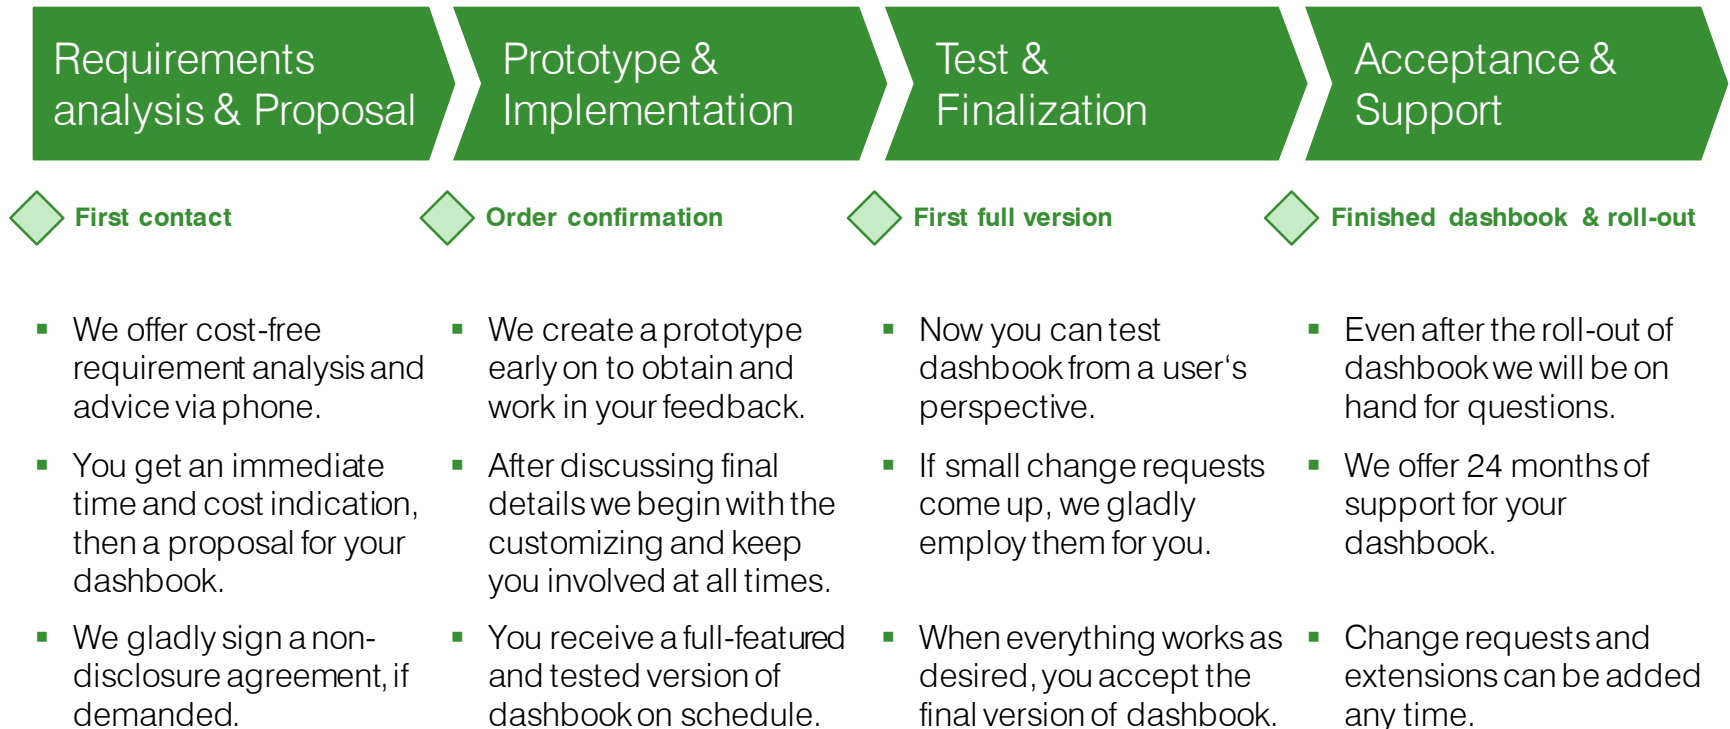 Requirements
analysis & Proposal
Prototype &
Implementation
Test &
Finalization
Acceptance &
Support
First contact
Order confirmation
First full version
Finished dashbook & roll-out
We offer cost-free
requirement analysis and
advice via phone.
You get an immediate
time and cost indication,
then a proposal for your
dashbook.
We gladly sign a non-
disclosure agreement, if
demanded.
We create a prototype
early on to obtain and
work in your feedback.
After discussing final
details we begin with the
customizing and keep
you involved at all times.
You receive a full-featured
and tested version of
dashbook on schedule.
Now you can test
dashbook from a user‘s
perspective.
If small change requests
come up, we gladly
employ them for you.
When everything works as
desired, you accept the
final version of dashbook.
Even after the roll-out of
dashbook we will be on
hand for questions.
We offer 24 months of
support for your
dashbook.
Change requests and
extensions can be added
any time.